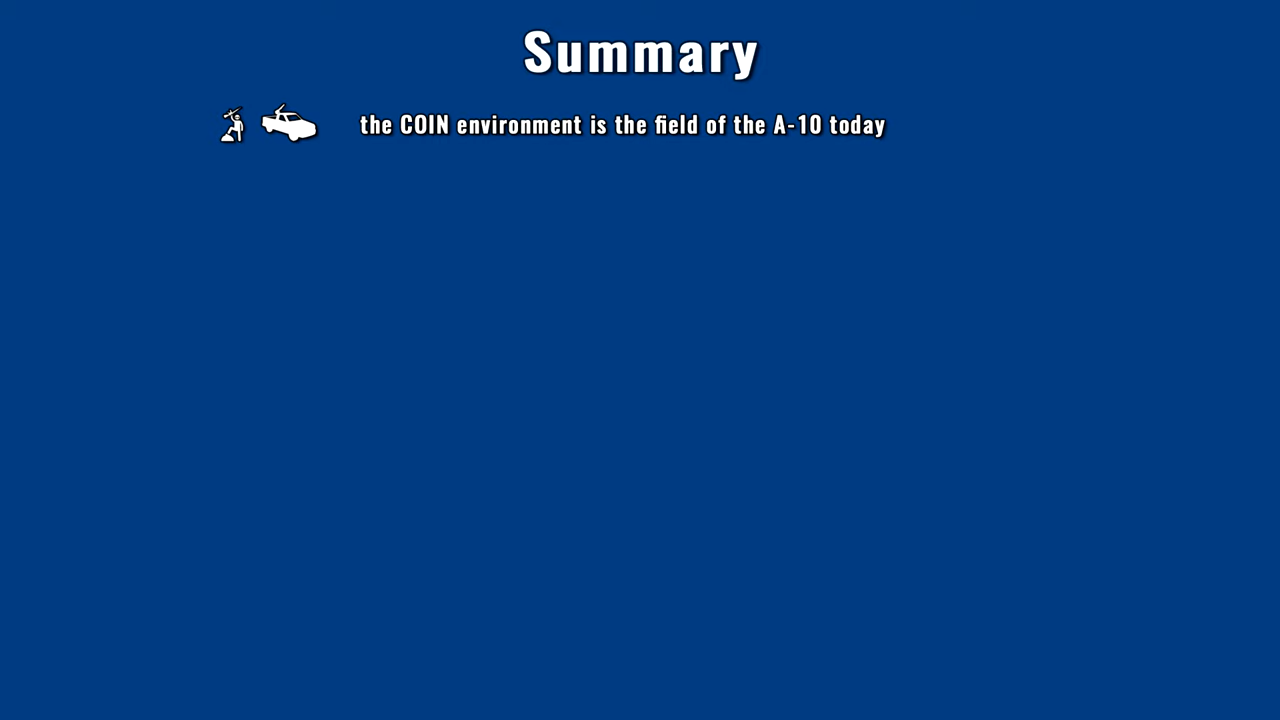 Summary
the COIN environment is the field of the A-10 today